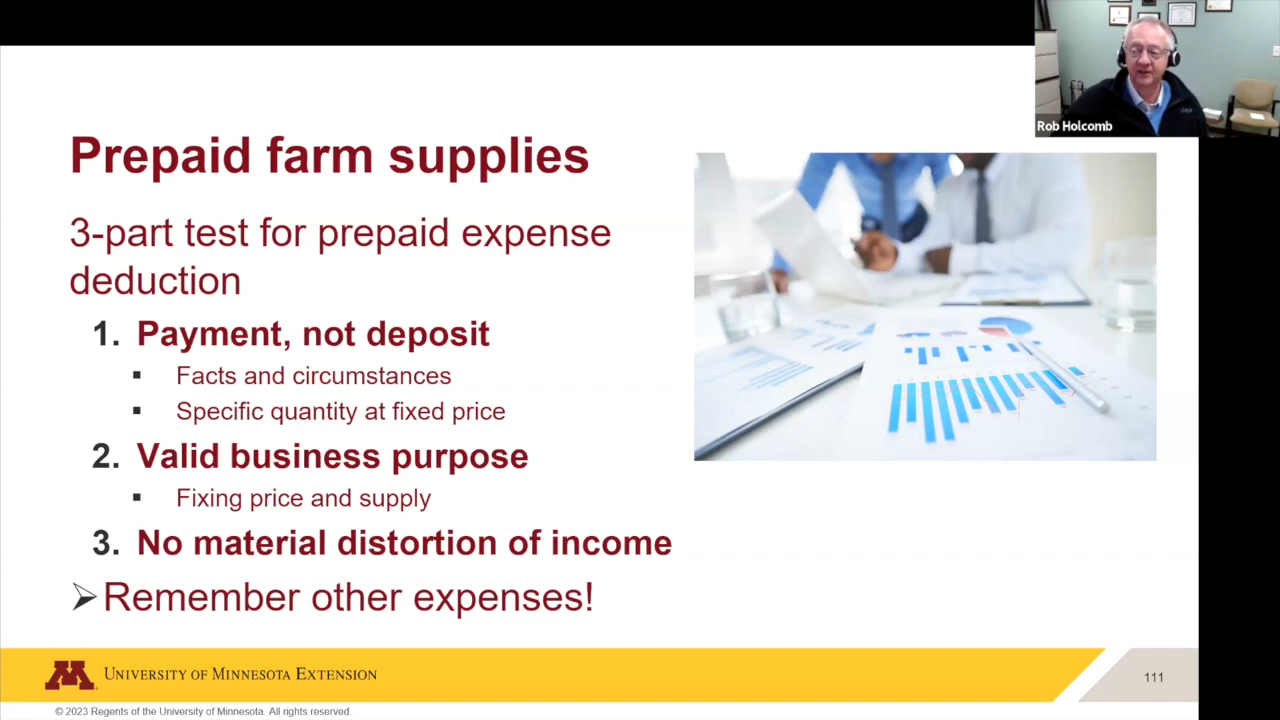 Rob Holcomb
Prepaid farm supplies
3-part test for prepaid expense
deduction
1. Payment, not deposit
▪ Facts and circumstances
▪ Specific quantity at fixed price
2. Valid business purpose
▪ Fixing price and supply
3. No material distortion of income
➢Remember other expenses!
M
UNIVERSITY OF MINNESOTA EXTENSION
111
© 2023 Regents of the University of Minnesota. All rights reserved.